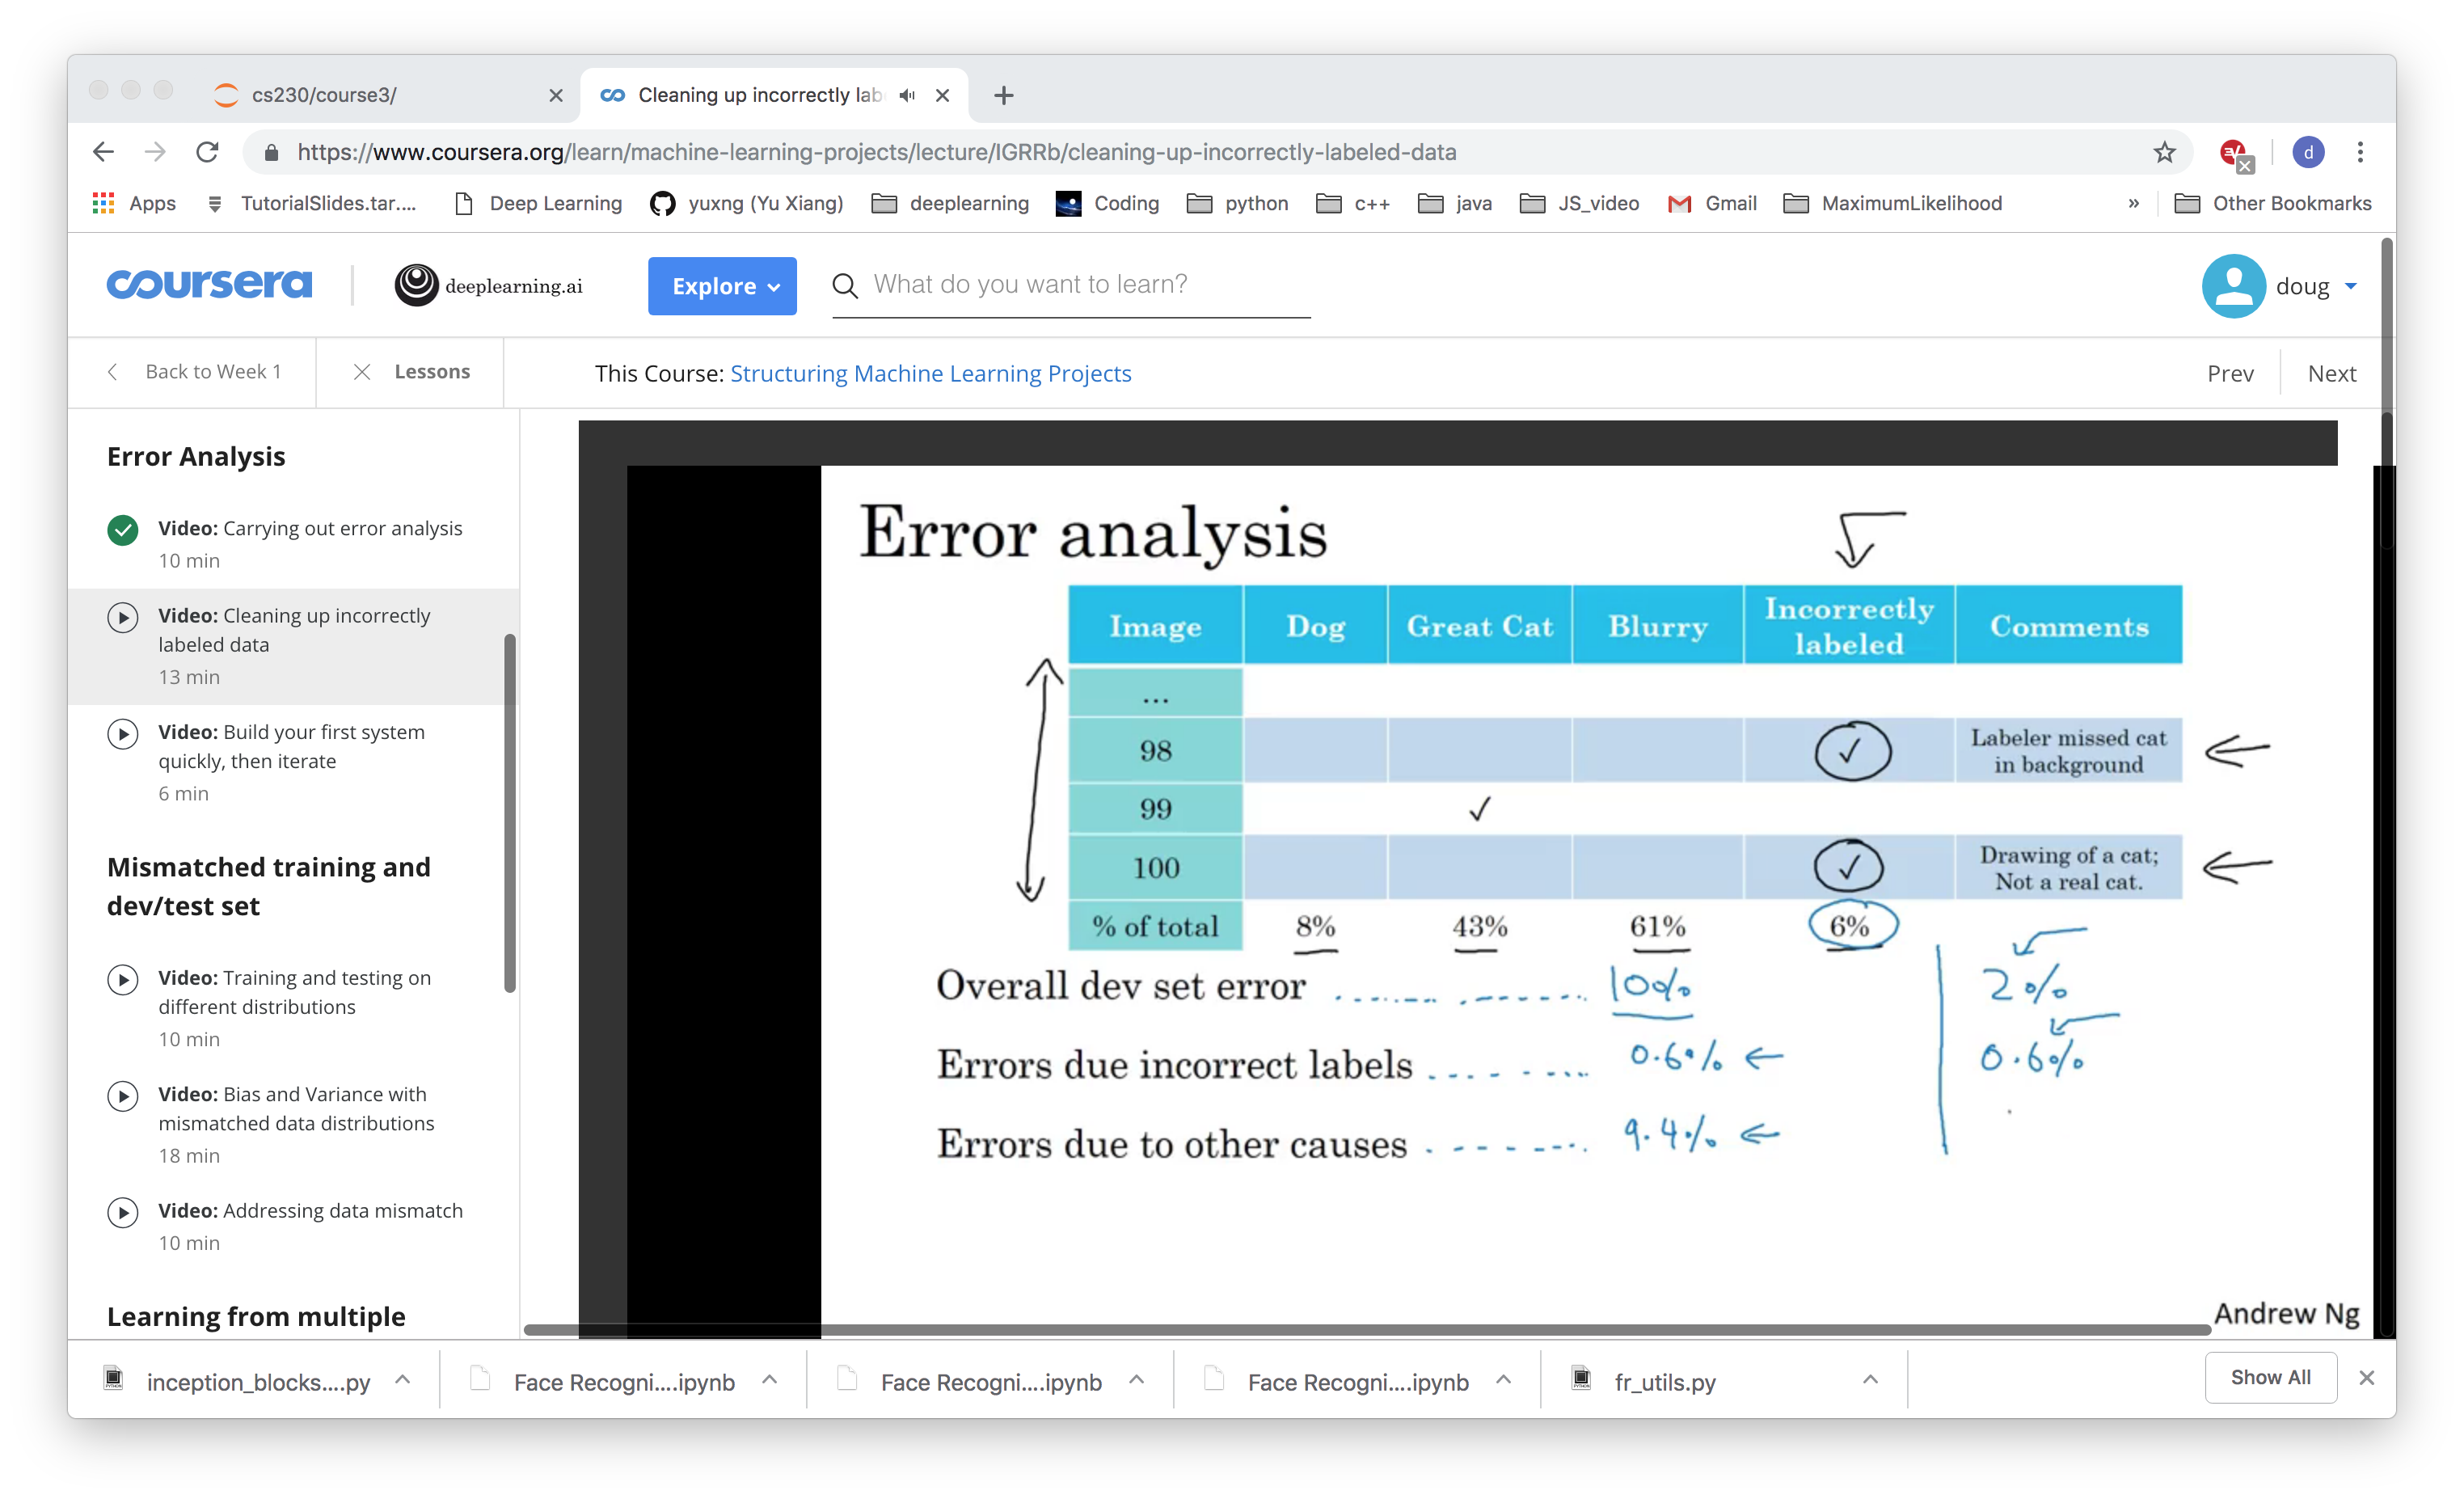 cs230/course3/
Cleaning up incorrectly lab
https://www.coursera.org/learn/machine-learning-projects/lecture/IGRRb/cleaning-up-incorrectly-labeled-data
d
Apps TutorialSlides.tar.... Deep Learning yuxng (Yu Xiang) deeplearning Coding python c++ java JS_video Gmail MaximumLikelihood » Other Bookmarks
coursera deeplearning.ai Explore What do you want to learn? doug
Back to Week 1 Lessons This Course: Structuring Machine Learning Projects Prev Next
Error Analysis
Video: Carrying out error analysis
10 min
Video: Cleaning up incorrectly
labeled data
13 min
Video: Build your first system
quickly, then iterate
6 min
Mismatched training and
dev/test set
Video: Training and testing on
different distributions
10 min
Video: Bias and Variance with
mismatched data distributions
18 min
Video: Addressing data mismatch
10 min
Learning from multiple
Error analysis
Image Dog Great Cat Blurry Incorrectly labeled Comments
...
98 ✓ Labeler missed cat in background
99 ✓
100 ✓ Drawing of a cat; Not a real cat.
% of total 8% 43% 61% 6%
Overall dev set error 10% 2%
Errors due incorrect labels 0.6% 0.6%
Errors due to other causes 9.4%
Andrew Ng
inception_blocks....py Face Recogni....ipynb Face Recogni....ipynb Face Recogni....ipynb fr_utils.py Show All